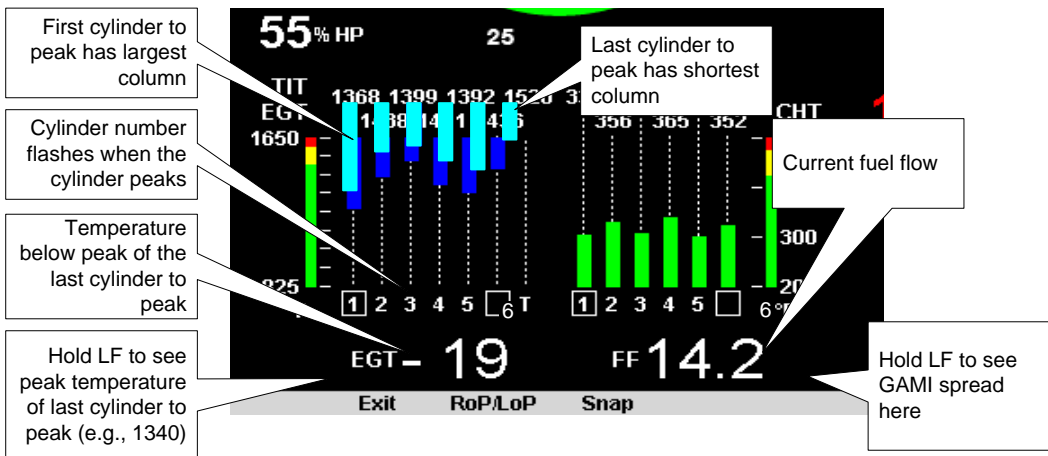 First cylinder to
peak has largest
column
Cylinder number
flashes when the
cylinder peaks
Temperature
below peak of the
last cylinder to
peak
Hold LF to see
peak temperature
of last cylinder to
peak (e.g., 1340)
55% HP
25
Last cylinder to
peak has shortest
column
TIT
EGT
1368 1399 1392
CHT
356 365 352
1650
Current fuel flow
300
1 2 3 4 5 6 T
1 2 3 4 5 6
EGT - 19
FF 14.2
Hold LF to see
GAMI spread
here
Exit RoP/LoP Snap